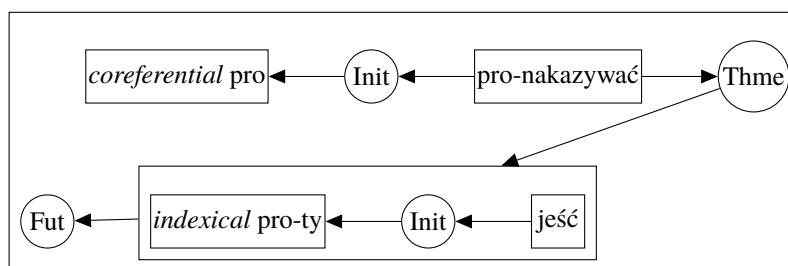 coreferential pro Init pro-nakazywać Thme
Fut indexical pro-ty Init jeść